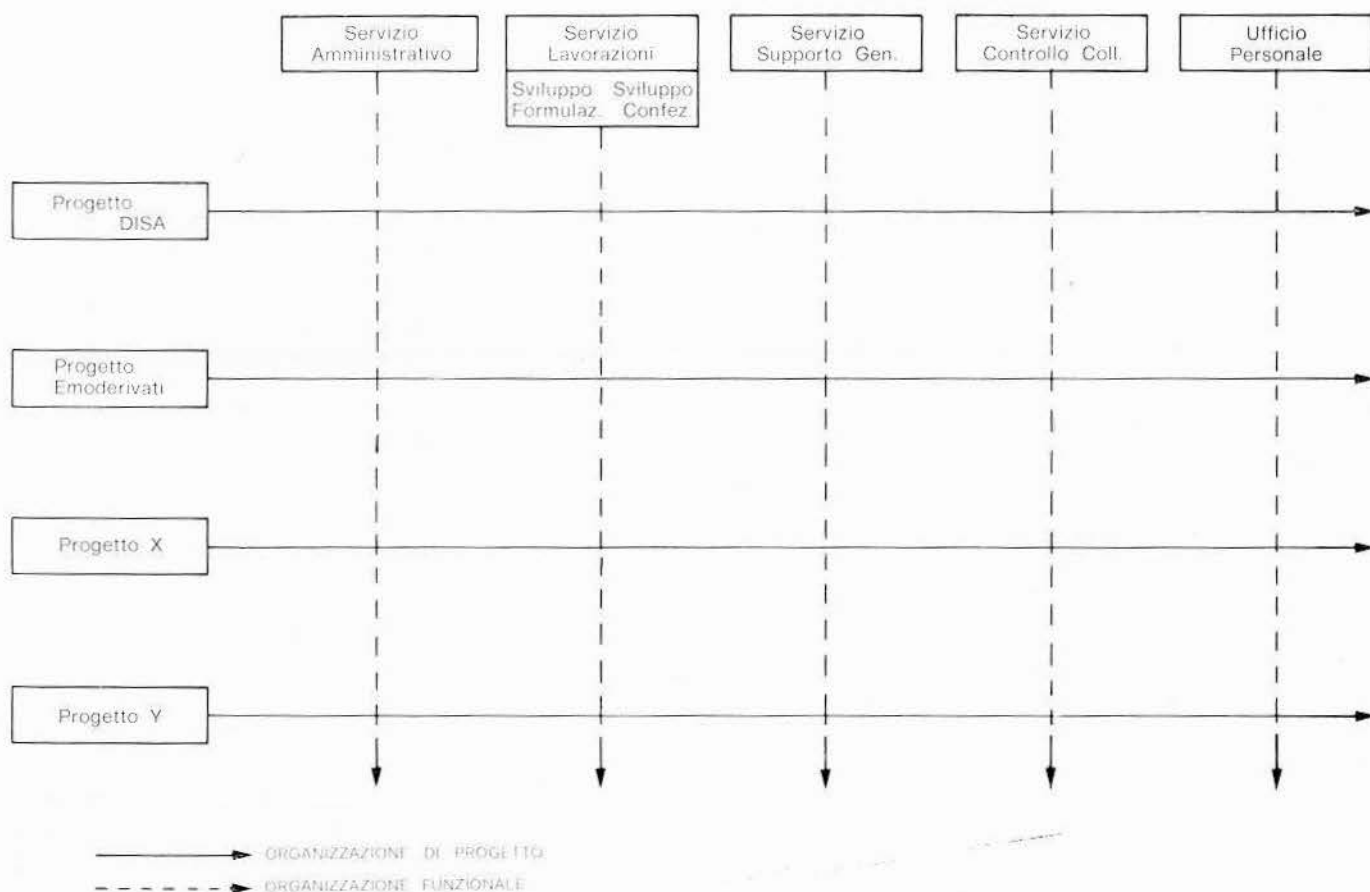 Servizio
Amministrativo
Servizio
Lavorazioni
Sviluppo Sviluppo
Formulaz. Confez.
Servizio
Supporto Gen.
Servizio
Controllo Coll.
Ufficio
Personale
Progetto
DISA
Progetto
Emoderivati
Progetto X
Progetto Y
ORGANIZZAZIONE DI PROGETTO
ORGANIZZAZIONE FUNZIONALE